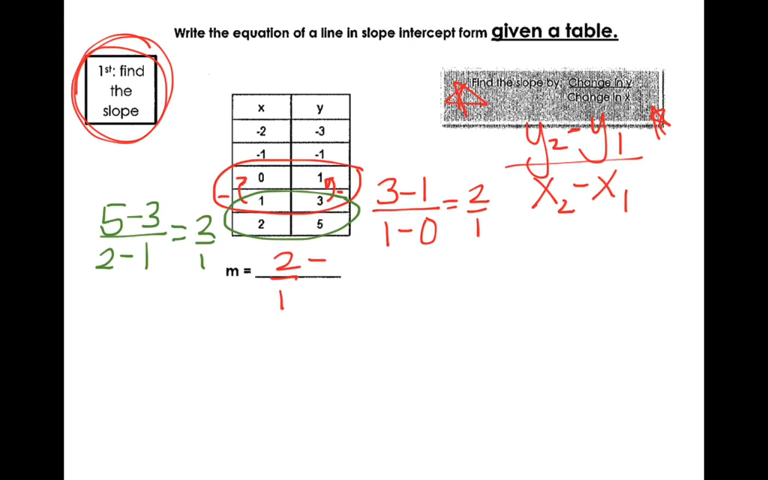 Write the equation of a line in slope intercept form given a table.
1st: find
the
slope
Find the slope by: Change in y
Change in x
y₂ - y₁
x₂ - x₁
x y
-2 -3
-1 -1
0 1
1 3
2 5
3-1
1-0
= 2
1
5-3
2-1
= 3
1
m = 2
1